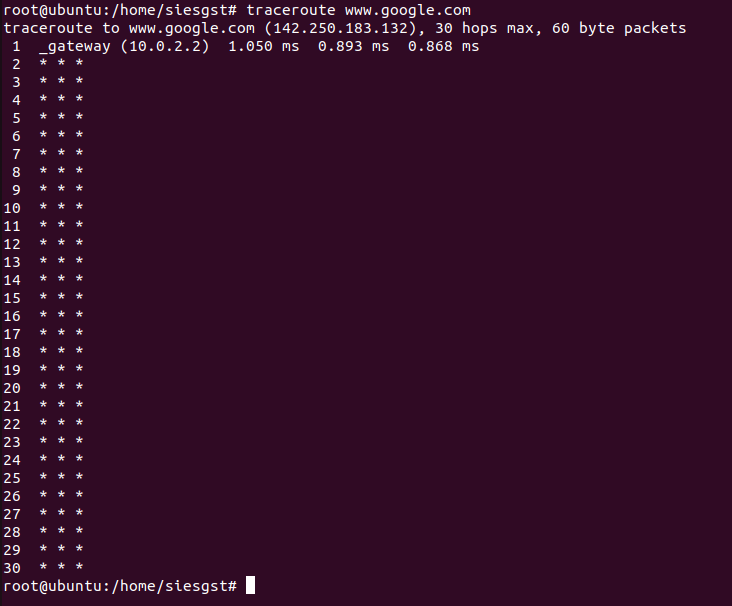 root@ubuntu:/home/siesgst# traceroute www.google.com
traceroute to www.google.com (142.250.183.132), 30 hops max, 60 byte packets
 1  _gateway (10.0.2.2)  1.050 ms  0.893 ms  0.868 ms
 2  * * *
 3  * * *
 4  * * *
 5  * * *
 6  * * *
 7  * * *
 8  * * *
 9  * * *
10  * * *
11  * * *
12  * * *
13  * * *
14  * * *
15  * * *
16  * * *
17  * * *
18  * * *
19  * * *
20  * * *
21  * * *
22  * * *
23  * * *
24  * * *
25  * * *
26  * * *
27  * * *
28  * * *
29  * * *
30  * * *
root@ubuntu:/home/siesgst#